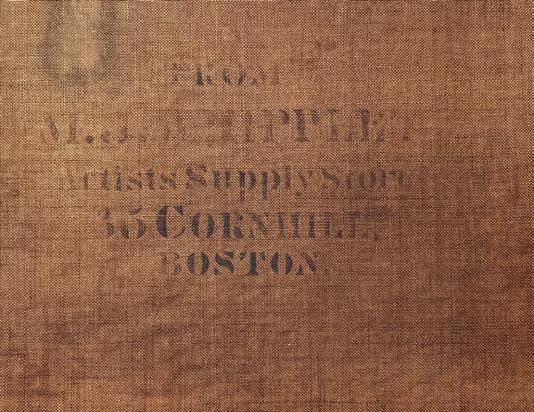 FROM
M.J. WHIPPLE'S
Artists Supply Store
35 CORNHILL,
BOSTON.